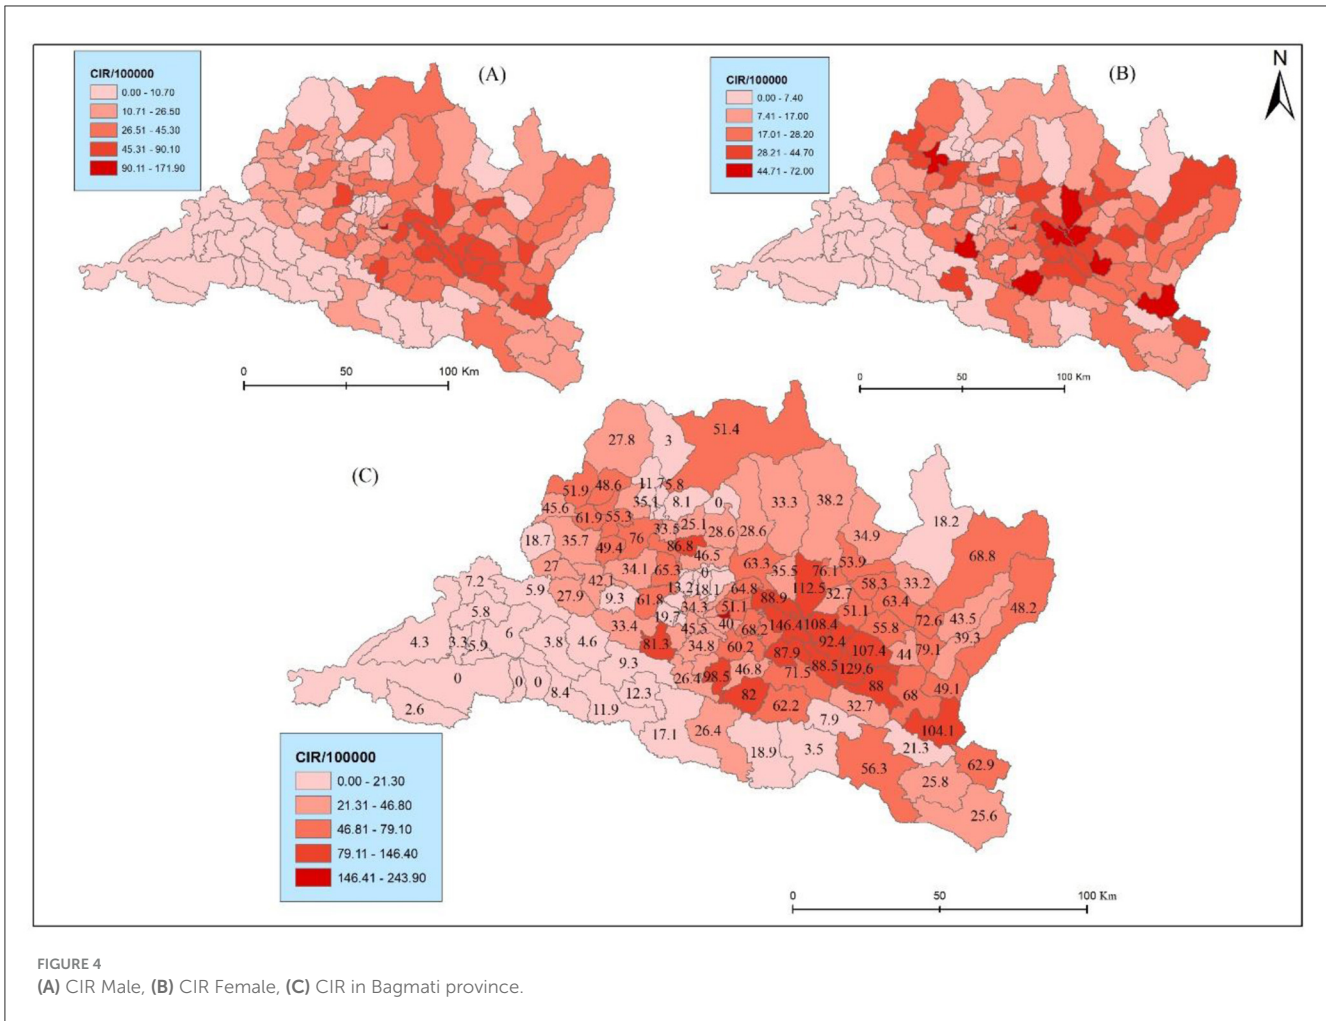 CIR/100000
0.00 - 10.70
10.71 - 26.50
26.51 - 45.30
45.31 - 90.10
90.11 - 171.90
(A)
CIR/100000
0.00 - 7.40
7.41 - 17.00
17.01 - 28.20
28.21 - 44.70
44.71 - 72.00
(B)
N
0 50 100 Km
0 50 100 Km
(C)
27.8 3 51.4
51.9 48.6 11.7 5.8
45.6 35.1 8.1 0 33.3 38.2
61.9 55.3 33.5 25.1 28.6 28.6 34.9 18.2
18.7 35.7 49.4 76 86.8 46.5 68.8
27 34.1 65.3 0 63.3 35.5 76.1 53.9
7.2 5.9 42.1 13.2 18.1 64.8 112.5 58.3 33.2
27.9 9.3 61.8 88.9 32.7 63.4 48.2
5.8 19.7 34.3 51.1 51.1 72.6 43.5
4.3 3.3 5.9 6 3.8 4.6 33.4 45.5 40 68.2 146.4 108.4 55.8 39.3
81.3 34.8 60.2 87.9 92.4 107.4 44 79.1
0 0 0 9.3 26.4 98.5 46.8 71.5 88.5 129.6
2.6 8.4 11.9 12.3 82 62.2 88 68 49.1
17.1 26.4 32.7 104.1
18.9 3.5 7.9 21.3
56.3 62.9
25.8
25.6
CIR/100000
0.00 - 21.30
21.31 - 46.80
46.81 - 79.10
79.11 - 146.40
146.41 - 243.90
0 50 100 Km
FIGURE 4
(A) CIR Male, (B) CIR Female, (C) CIR in Bagmati province.